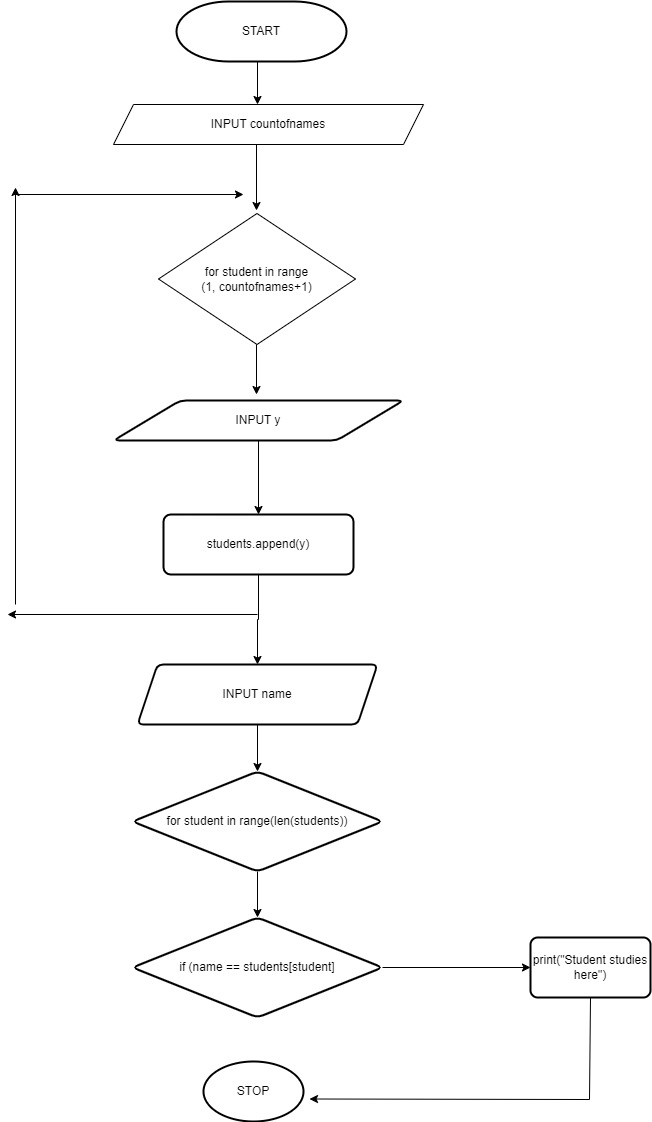 START
INPUT countofnames
for student in range
(1, countofnames+1)
INPUT y
students.append(y)
INPUT name
for student in range(len(students))
if (name == students[student]
print("Student studies
here")
STOP